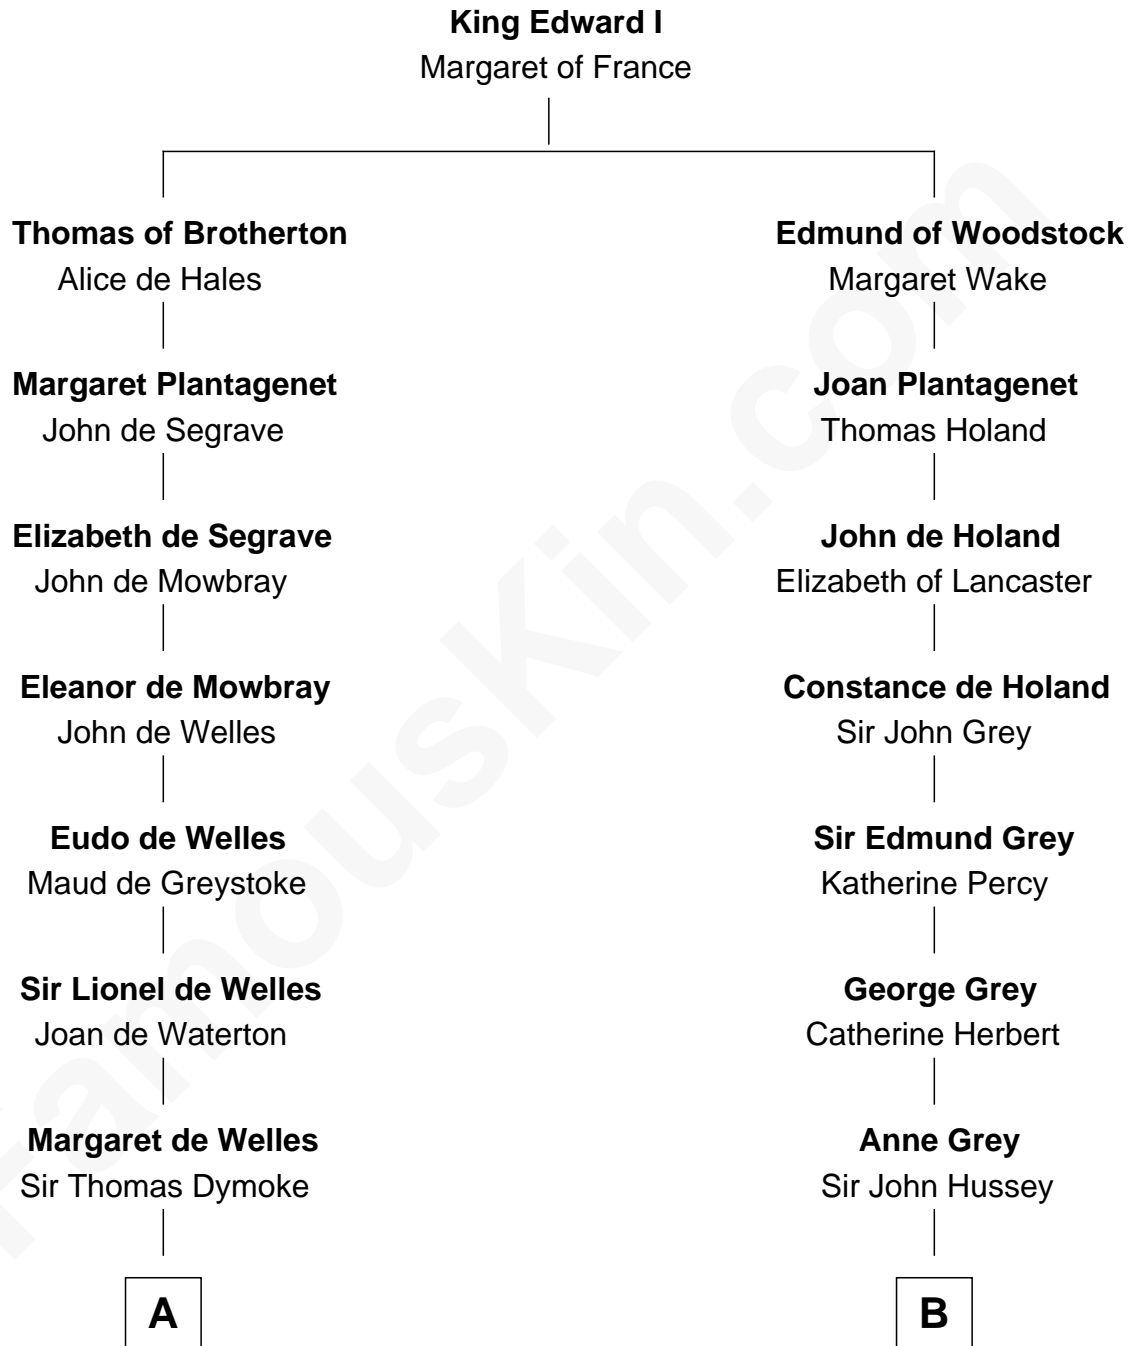 King Edward I
Margaret of France
Thomas of Brotherton
Alice de Hales
Margaret Plantagenet
John de Segrave
Elizabeth de Segrave
John de Mowbray
Eleanor de Mowbray
John de Welles
Eudo de Welles
Maud de Greystoke
Sir Lionel de Welles
Joan de Waterton
Margaret de Welles
Sir Thomas Dymoke
A
Edmund of Woodstock
Margaret Wake
Joan Plantagenet
Thomas Holand
John de Holand
Elizabeth of Lancaster
Constance de Holand
Sir John Grey
Sir Edmund Grey
Katherine Percy
George Grey
Catherine Herbert
Anne Grey
Sir John Hussey
B
FamousKin.com